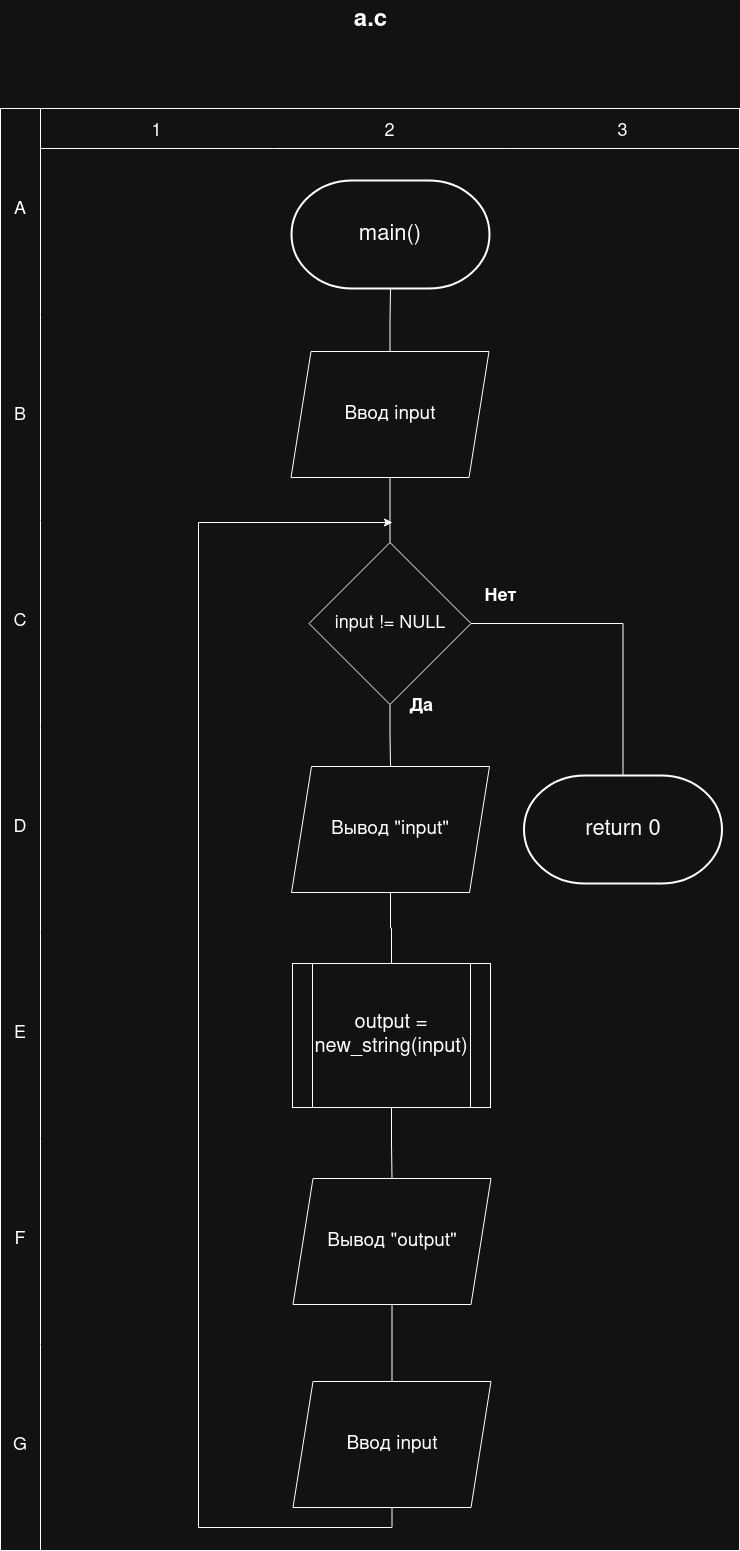 a.c
1
2
3
A
main()
B
Ввод input
C
input != NULL
Нет
Да
D
Вывод "input"
return 0
E
output =
new_string(input)
F
Вывод "output"
G
Ввод input